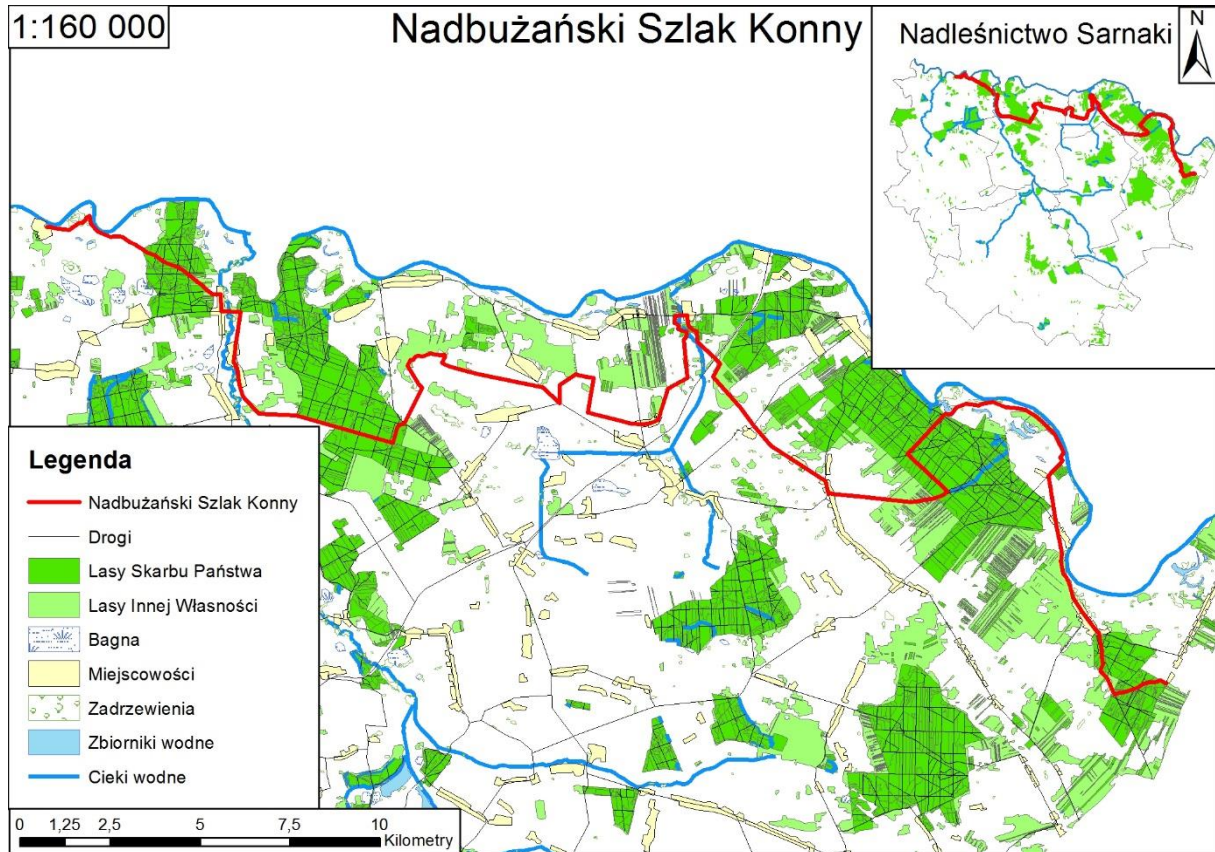 1:160 000
Nadbużański Szlak Konny
Nadleśnictwo Sarnaki
N
Legenda
Nadbużański Szlak Konny
Drogi
Lasy Skarbu Państwa
Lasy Innej Własności
Bagna
Miejscowości
Zadrzewienia
Zbiorniki wodne
Cieki wodne
0 1,25 2,5 5 7,5 10
Kilometry